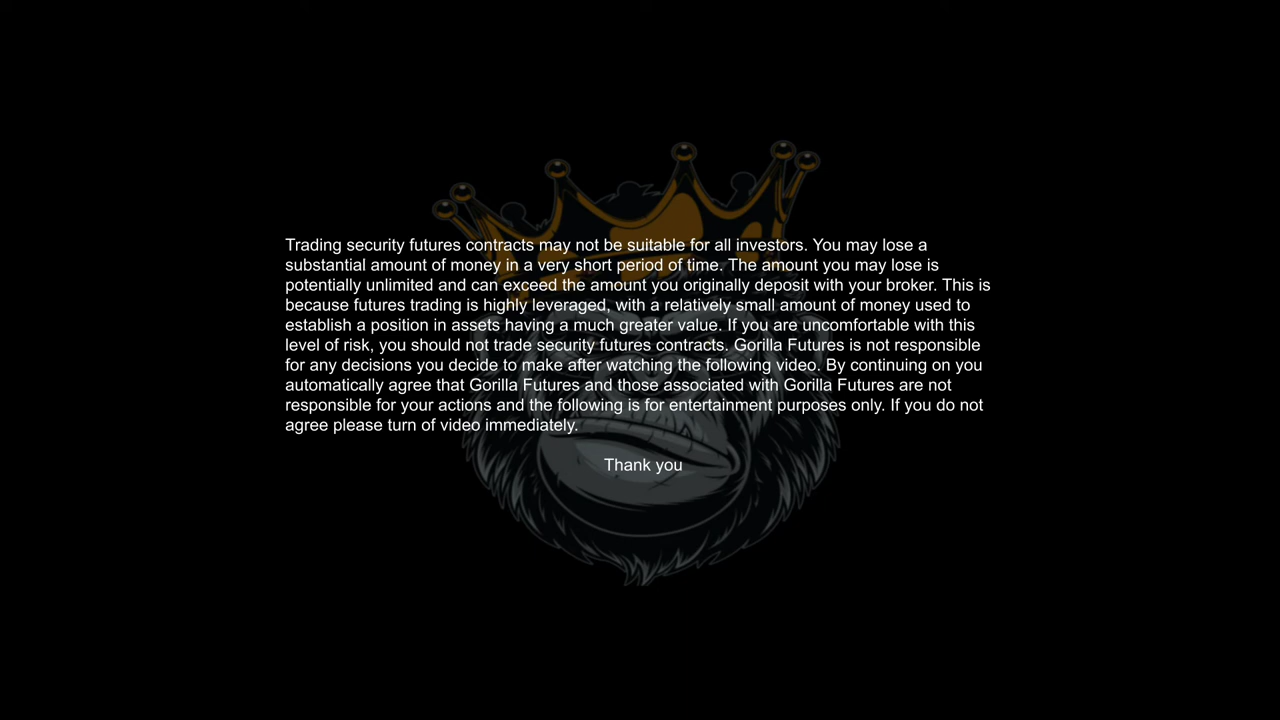 Trading security futures contracts may not be suitable for all investors. You may lose a
substantial amount of money in a very short period of time. The amount you may lose is
potentially unlimited and can exceed the amount you originally deposit with your broker. This is
because futures trading is highly leveraged, with a relatively small amount of money used to
establish a position in assets having a much greater value. If you are uncomfortable with this
level of risk, you should not trade security futures contracts. Gorilla Futures is not responsible
for any decisions you decide to make after watching the following video. By continuing on you
automatically agree that Gorilla Futures and those associated with Gorilla Futures are not
responsible for your actions and the following is for entertainment purposes only. If you do not
agree please turn of video immediately.
Thank you